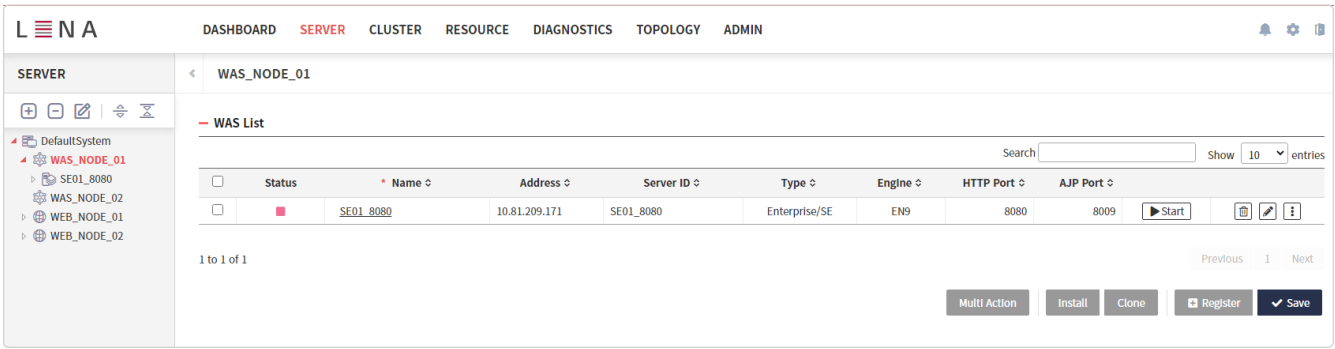 LENA
DASHBOARD SERVER CLUSTER RESOURCE DIAGNOSTICS TOPOLOGY ADMIN
SERVER
WAS_NODE_01
DefaultSystem
WAS_NODE_01
SE01_8080
WAS_NODE_02
WEB_NODE_01
WEB_NODE_02
WAS List
Search Show 10 entries
Status * Name Address Server ID Type Engine HTTP Port AJP Port
SE01_8080 10.81.209.171 SE01_8080 Enterprise/SE EN9 8080 8009 Start
1 to 1 of 1
Previous 1 Next
Multi Action Install Clone Register Save